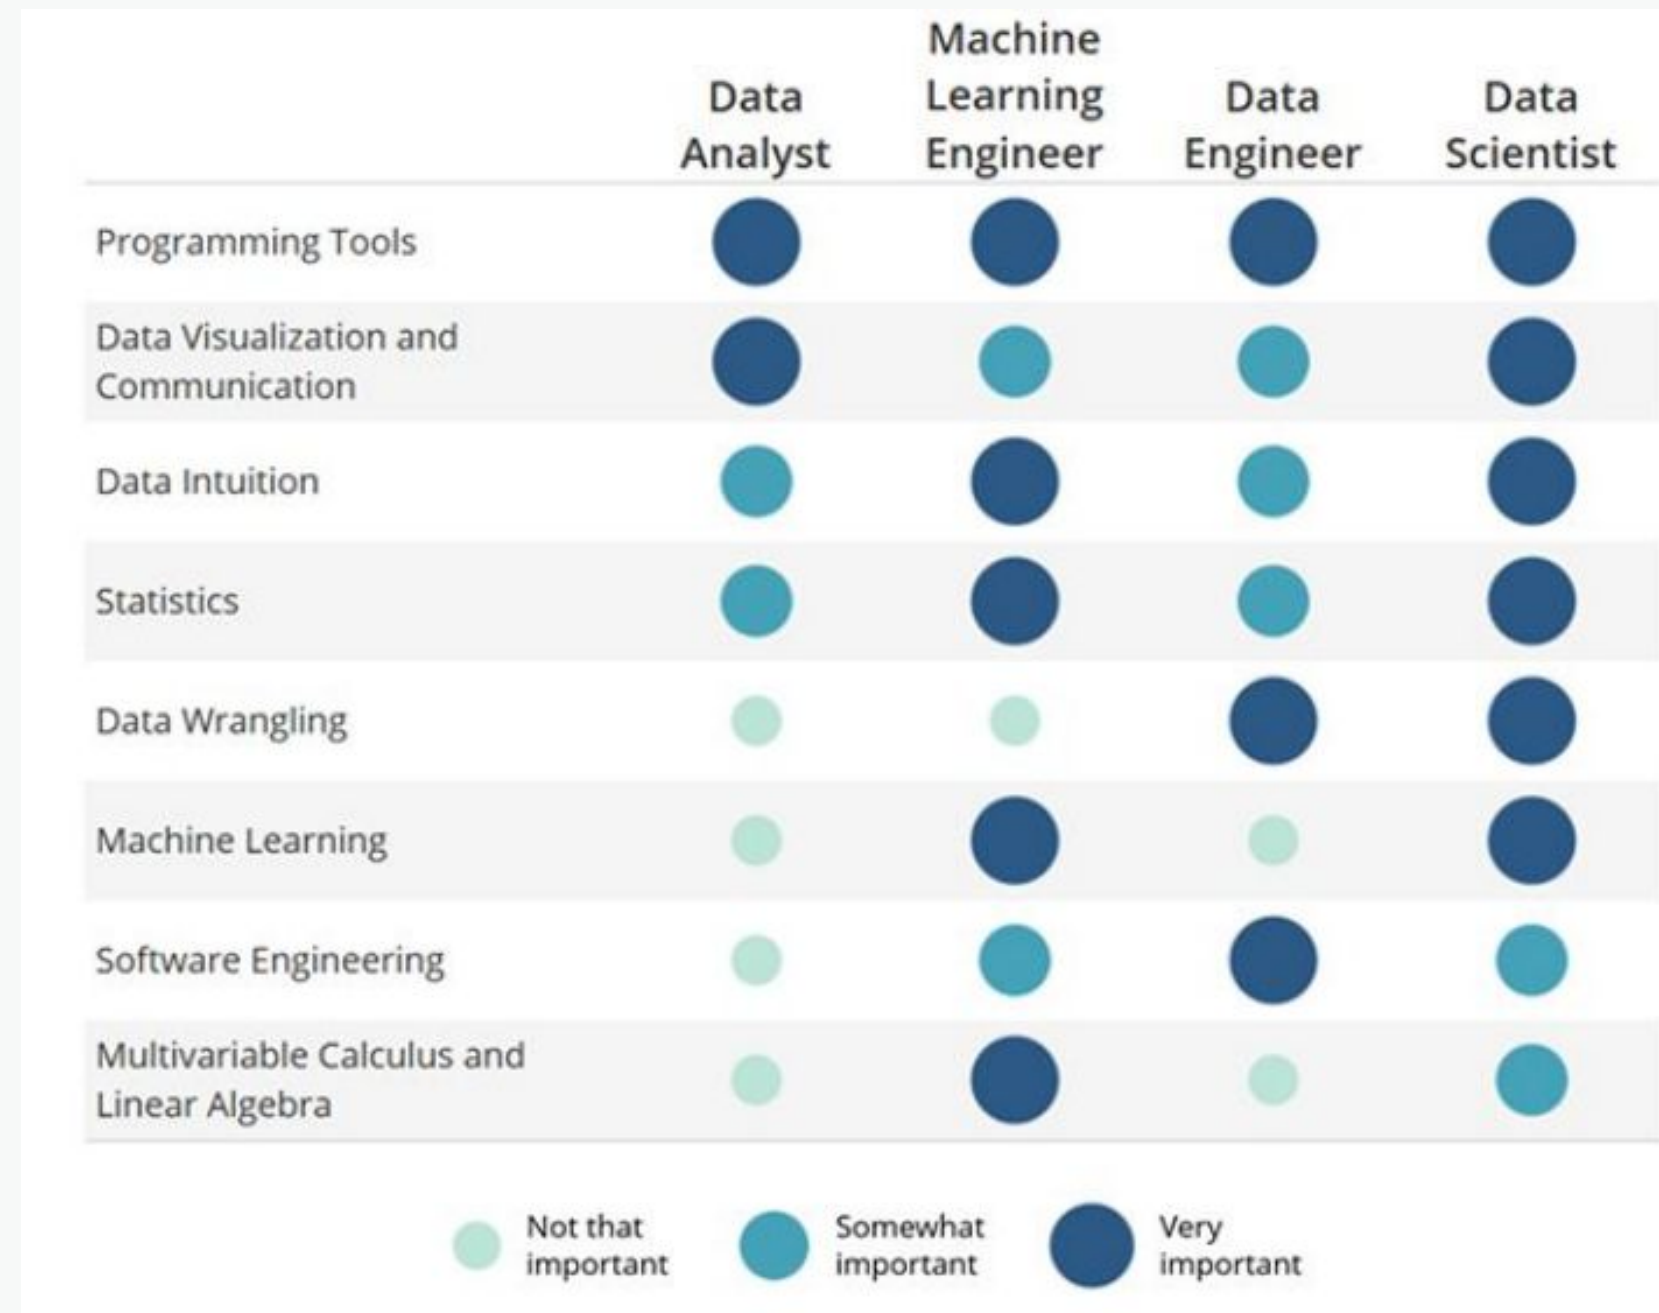 Data
Analyst
Machine
Learning
Engineer
Data
Engineer
Data
Scientist
Programming Tools
Data Visualization and
Communication
Data Intuition
Statistics
Data Wrangling
Machine Learning
Software Engineering
Multivariable Calculus and
Linear Algebra
Not that
important
Somewhat
important
Very
important